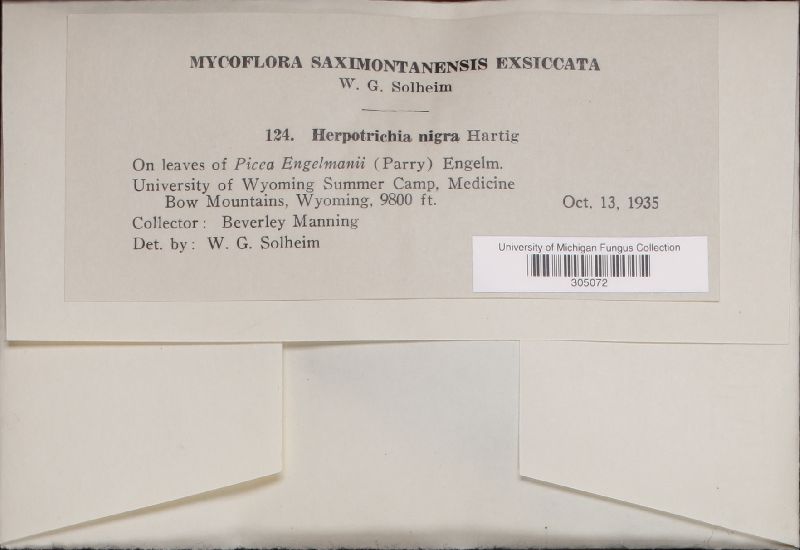 MYCOFLORA SAXIMONTANENSIS EXSICCATA
W. G. Solheim
124. Herpotrichia nigra Hartig
On leaves of Picea Engelmanii (Parry) Engelm.
University of Wyoming Summer Camp, Medicine
Bow Mountains, Wyoming, 9800 ft. Oct. 13, 1935
Collector: Beverley Manning
Det. by: W. G. Solheim
University of Michigan Fungus Collection
305072